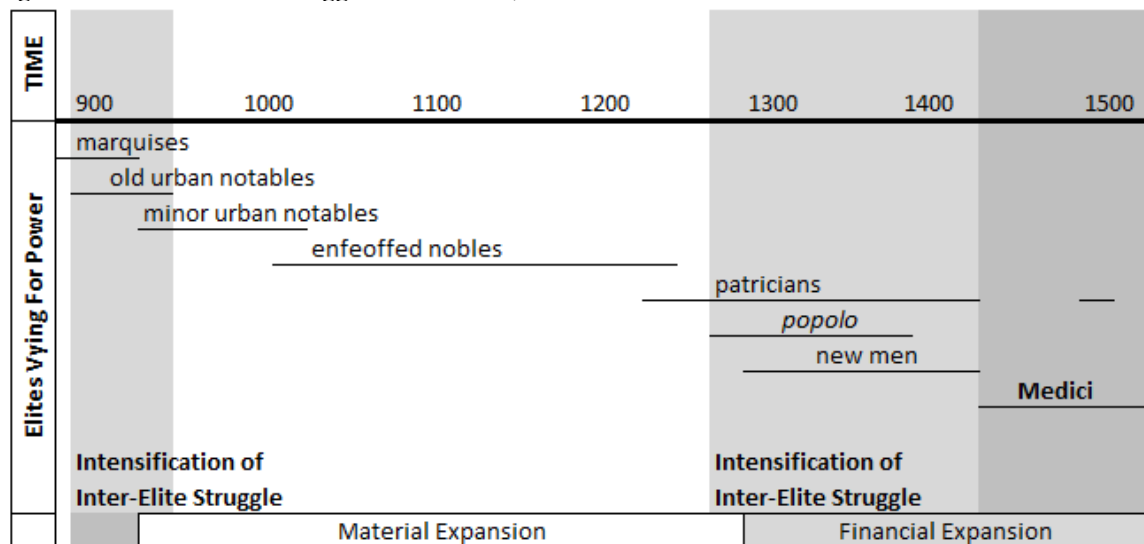 TIME
900 1000 1100 1200 1300 1400 1500
Elites Vying For Power
marquises
old urban notables
minor urban notables
enfeoffed nobles
patricians
popolo
new men
Medici
Intensification of
Inter-Elite Struggle
Intensification of
Inter-Elite Struggle
Material Expansion
Financial Expansion